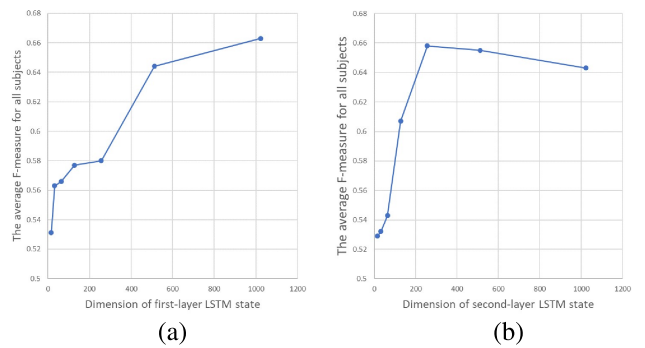 0.68
0.66
0.64
0.62
0.6
0.58
0.56
0.54
0.52
0.5
The average F-measure for all subjects
0 200 400 600 800 1000 1200
Dimension of first-layer LSTM state
(a)
0.68
0.66
0.64
0.62
0.6
0.58
0.56
0.54
0.52
0.5
The average F-measure for all subjects
0 200 400 600 800 1000 1200
Dimension of second-layer LSTM state
(b)